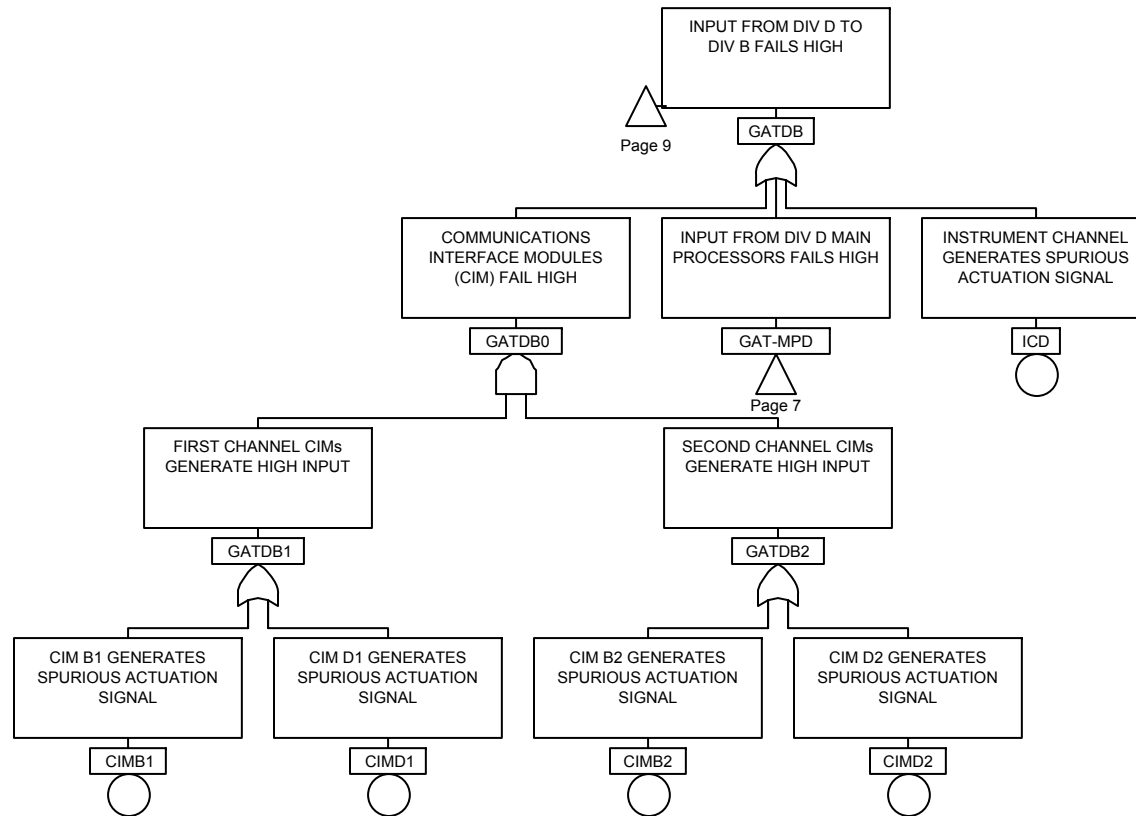 INPUT FROM DIV D TO
DIV B FAILS HIGH
Page 9
GATDB
COMMUNICATIONS
INTERFACE MODULES
(CIM) FAIL HIGH
GATDB0
INPUT FROM DIV D MAIN
PROCESSORS FAILS HIGH
GAT-MPD
Page 7
INSTRUMENT CHANNEL
GENERATES SPURIOUS
ACTUATION SIGNAL
ICD
FIRST CHANNEL CIMs
GENERATE HIGH INPUT
GATDB1
SECOND CHANNEL CIMs
GENERATE HIGH INPUT
GATDB2
CIM B1 GENERATES
SPURIOUS ACTUATION
SIGNAL
CIMB1
CIM D1 GENERATES
SPURIOUS ACTUATION
SIGNAL
CIMD1
CIM B2 GENERATES
SPURIOUS ACTUATION
SIGNAL
CIMB2
CIM D2 GENERATES
SPURIOUS ACTUATION
SIGNAL
CIMD2